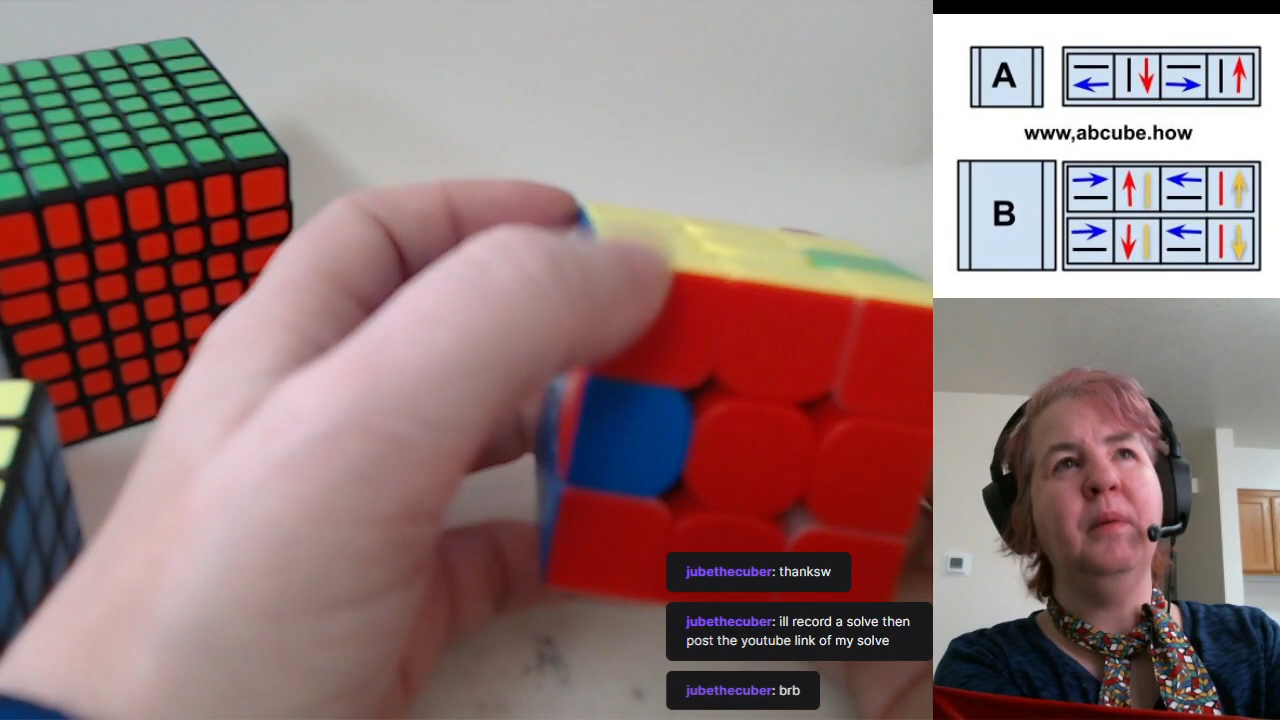 A
www,abcube.how
B
jubethecuber: thanksw
jubethecuber: ill record a solve then
post the youtube link of my solve
jubethecuber: brb